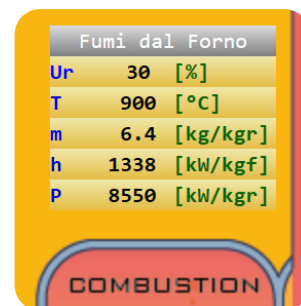 Fumi dal Forno
Ur 30 [%]
T 900 [°C]
m 6.4 [kg/kgr]
h 1338 [kW/kgf]
P 8550 [kW/kgr]
COMBUSTION